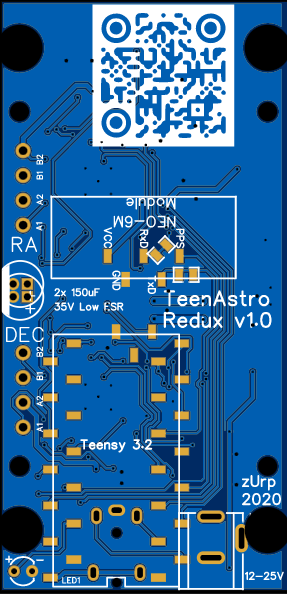 B2
B1
A2
A1
RA
NEO-6M
Module
VCC
RxD
PPS
GND
TxD
2x 150uF
35V Low ESR
+
TeenAstro
Redux v1.0
DEC
B2
B1
A2
A1
Teensy 3.2
zUrp
2020
+ -
LED1
12-25V